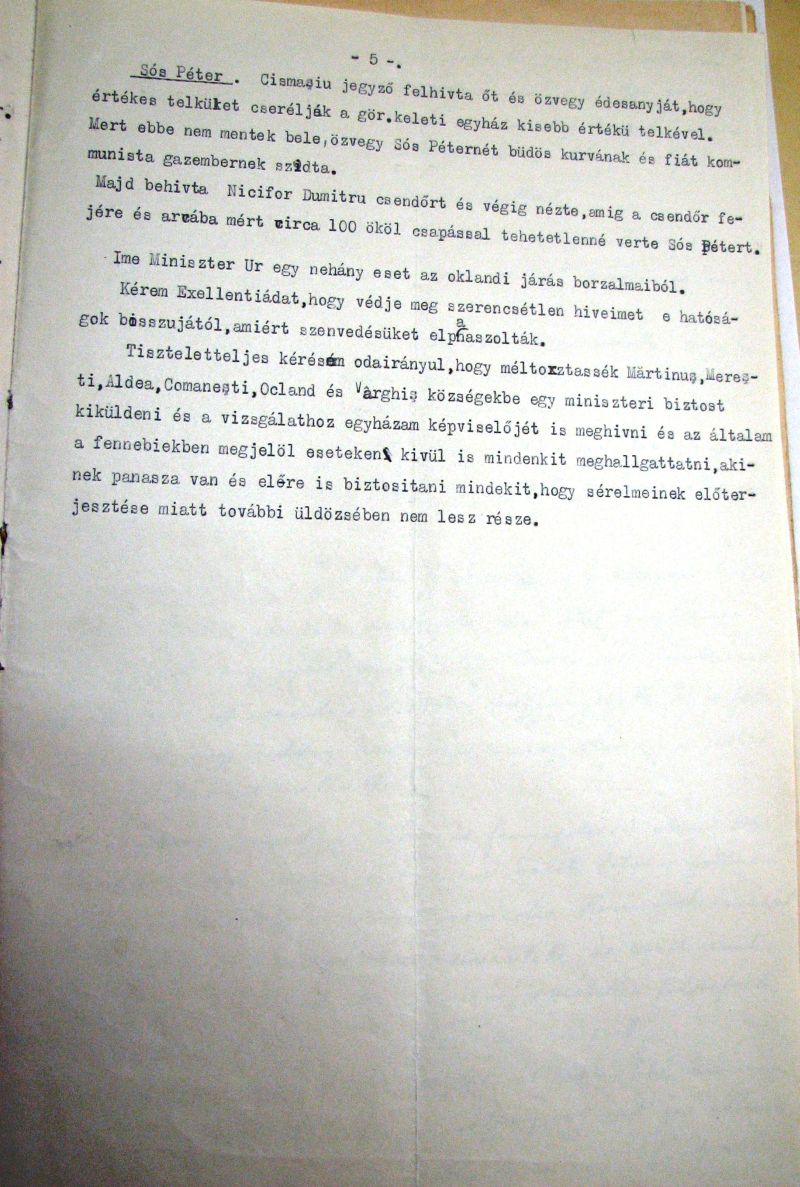 - 5 -.
Sós Péter . Cismaşiu jegyző felhivta őt és özvegy édesanyját,hogy
értékes telküket cseréljék a gör.keleti egyház kisebb értékü telkével.
Mert ebbe nem mentek bele,özvegy Sós Péternét büdös kurvának és fiát kom-
munista gazembernek szidta.
Majd behivta Nicifor Dumitru csendőrt és végig nézte,amig a csendőr fe-
jére és arcába mért circa 100 ököl csapással tehetetlenné verte Sós Pétert.
Ime Miniszter Ur egy nehány eset az oklandi járás borzalmaiból.
Kérem Exellentiádat,hogy védje meg szerencsétlen hiveimet e hatósá-
gok bosszujától,amiért szenvedésüket elpanaszolták.
Tiszteletteljes kérésem odairányul,hogy méltoztassék Mărtinuş,Mereş-
ti,Aldea,Comaneşti,Ocland és Vărghiş községekbe egy miniszteri biztost
kiküldeni és a vizsgálathoz egyházam képviselőjét is meghivni és az általam
a fennebiekben megjelöl eseteken kivül is mindenkit meghallgattatni,aki-
nek panasza van és előre is biztositani mindekit,hogy sérelmeinek előter-
jesztése miatt további üldözsében nem lesz része.